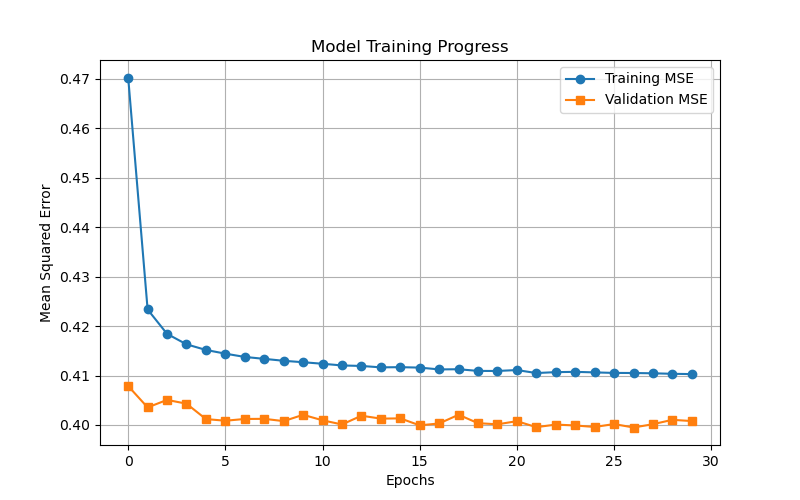 Model Training Progress
Training MSE
Validation MSE
Mean Squared Error
0.47
0.46
0.45
0.44
0.43
0.42
0.41
0.40
0 5 10 15 20 25 30
Epochs